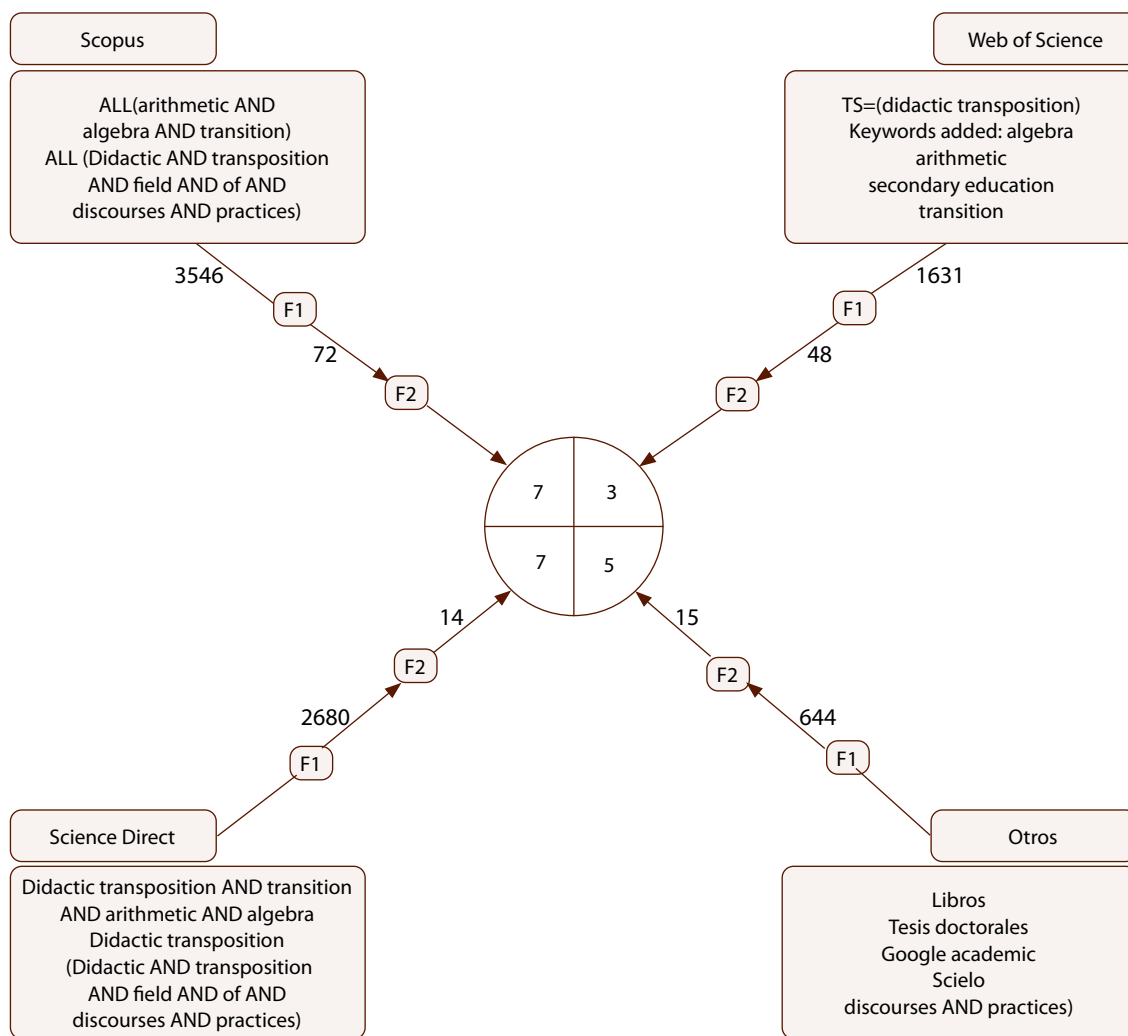 Scopus
ALL(arithmetic AND
algebra AND transition)
ALL (Didactic AND transposition
AND field AND of AND
discourses AND practices)
Web of Science
TS=(didactic transposition)
Keywords added: algebra
arithmetic
secondary education
transition
3546
F1
72
F2
1631
F1
48
F2
7
3
7
5
14
F2
2680
F1
15
F2
644
F1
Science Direct
Didactic transposition AND transition
AND arithmetic AND algebra
Didactic transposition
(Didactic AND transposition
AND field AND of AND
discourses AND practices)
Otros
Libros
Tesis doctorales
Google academic
Scielo
discourses AND practices)